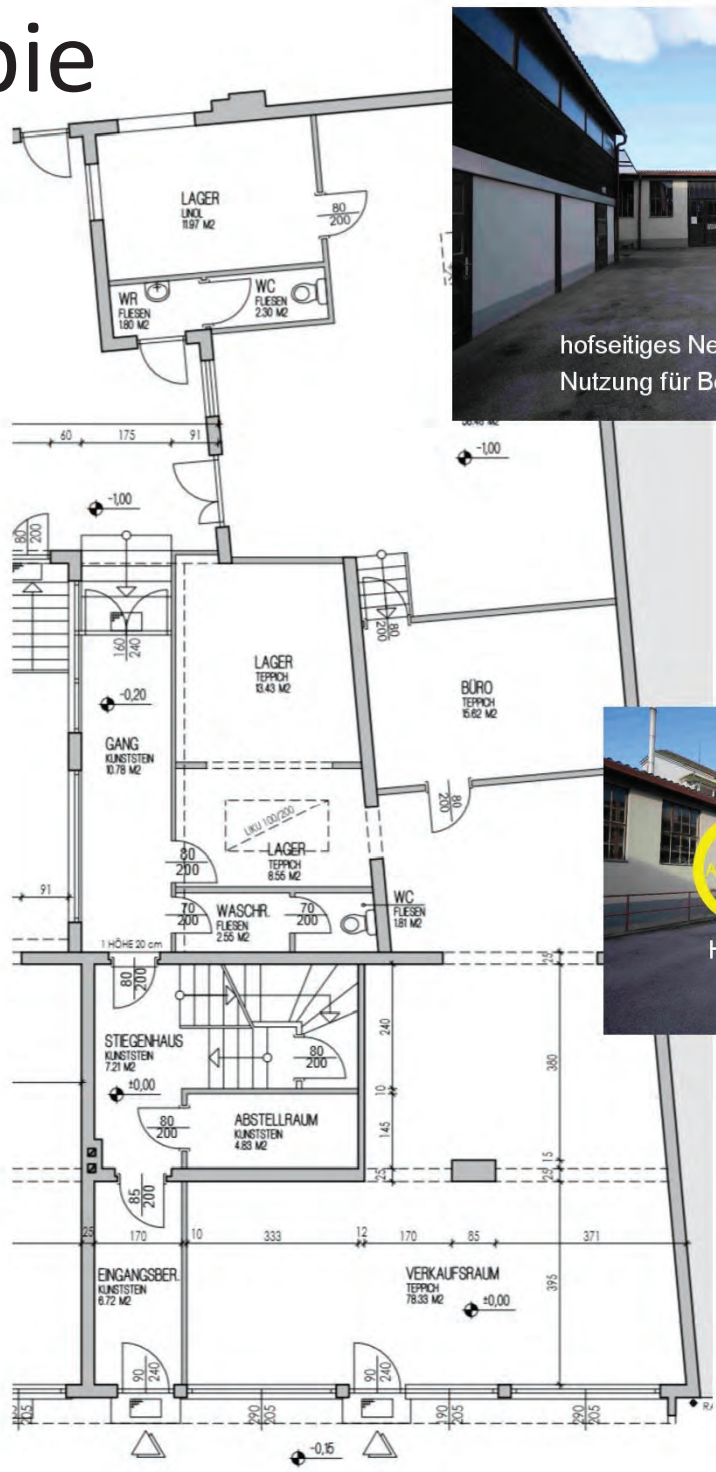 pie
LAGER
LINOL
11.97 M2
80
200
WR
FLIESEN
1.80 M2
WC
FLIESEN
2.30 M2
hofseitiges Ne
Nutzung für Be
60
175
91
-1,00
-1,00
80
200
160
240
-0,20
GANG
KUNSTSTEIN
10.78 M2
LAGER
TEPPICH
13.43 M2
80
200
BÜRO
TEPPICH
15.62 M2
80
200
LIKU 100/200
LAGER
TEPPICH
8.55 M2
80
200
91
70
200
WASCHR.
FLIESEN
2.55 M2
70
200
WC
FLIESEN
1.81 M2
A
H
1 HÖHE 20 cm
80
200
25
STIEGENHAUS
KUNSTSTEIN
7.21 M2
±0,00
80
200
240
380
10
80
200
ABSTELLRAUM
KUNSTSTEIN
4.83 M2
145
15
25
25
85
200
25
170
10
333
12
170
85
371
EINGANGSBER.
KUNSTSTEIN
6.72 M2
VERKAUFSRAUM
TEPPICH
78.33 M2
±0,00
395
90
240
90
240
205
290
205
290
205
290
205
RA
-0,15